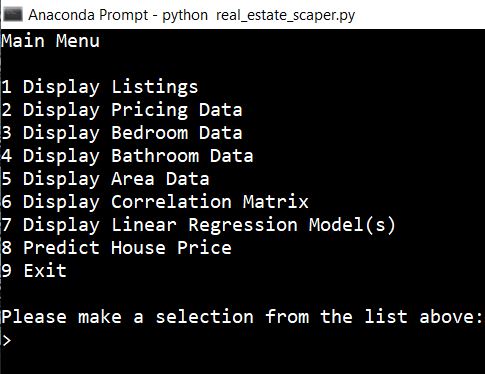 Anaconda Prompt - python  real_estate_scaper.py
Main Menu
1 Display Listings
2 Display Pricing Data
3 Display Bedroom Data
4 Display Bathroom Data
5 Display Area Data
6 Display Correlation Matrix
7 Display Linear Regression Model(s)
8 Predict House Price
9 Exit
Please make a selection from the list above:
>